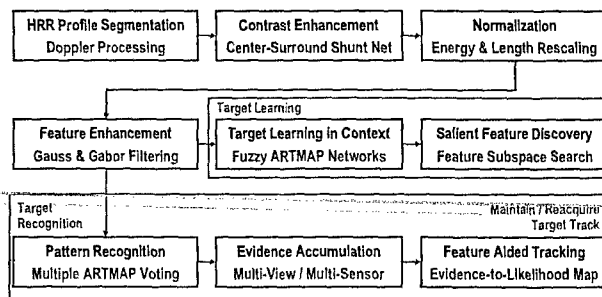 HRR Profile Segmentation
Doppler Processing
Contrast Enhancement
Center-Surround Shunt Net
Normalization
Energy & Length Rescaling
Target Learning
Feature Enhancement
Gauss & Gabor Filtering
Target Learning in Context
Fuzzy ARTMAP Networks
Salient Feature Discovery
Feature Subspace Search
Target
Recognition
Maintain / Reacquire
Target Track
Pattern Recognition
Multiple ARTMAP Voting
Evidence Accumulation
Multi-View / Multi-Sensor
Feature Aided Tracking
Evidence-to-Likelihood Map